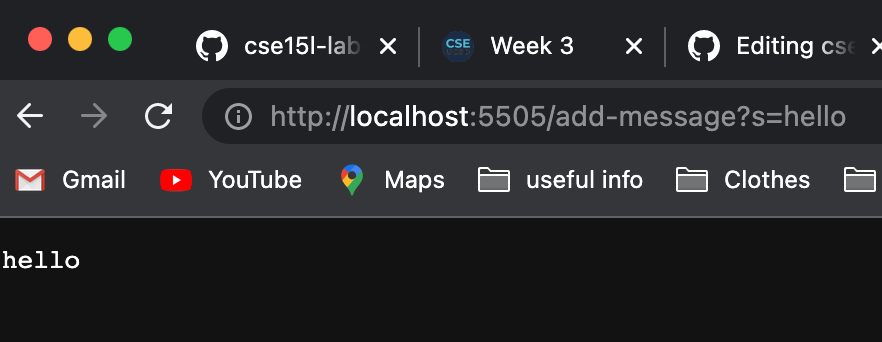 cse15l-lab CSE Week 3 Editing cse
http://localhost:5505/add-message?s=hello
Gmail YouTube Maps useful info Clothes
hello